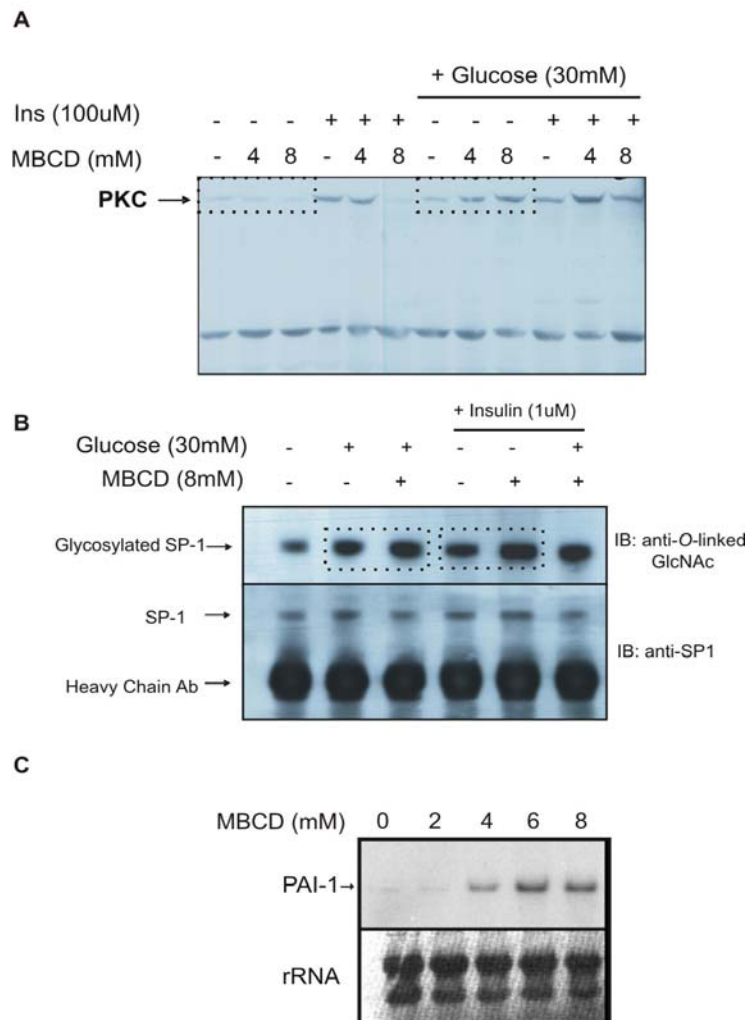 A
+ Glucose (30mM)
Ins (100uM) - - - + + + - - - + + +
MBCD (mM) - 4 8 - 4 8 - 4 8 - 4 8
PKC
B
+ Insulin (1uM)
Glucose (30mM) - + + - - +
MBCD (8mM) - - + - + +
Glycosylated SP-1
IB: anti-O-linked
GlcNAc
SP-1
IB: anti-SP1
Heavy Chain Ab
C
MBCD (mM) 0 2 4 6 8
PAI-1
rRNA